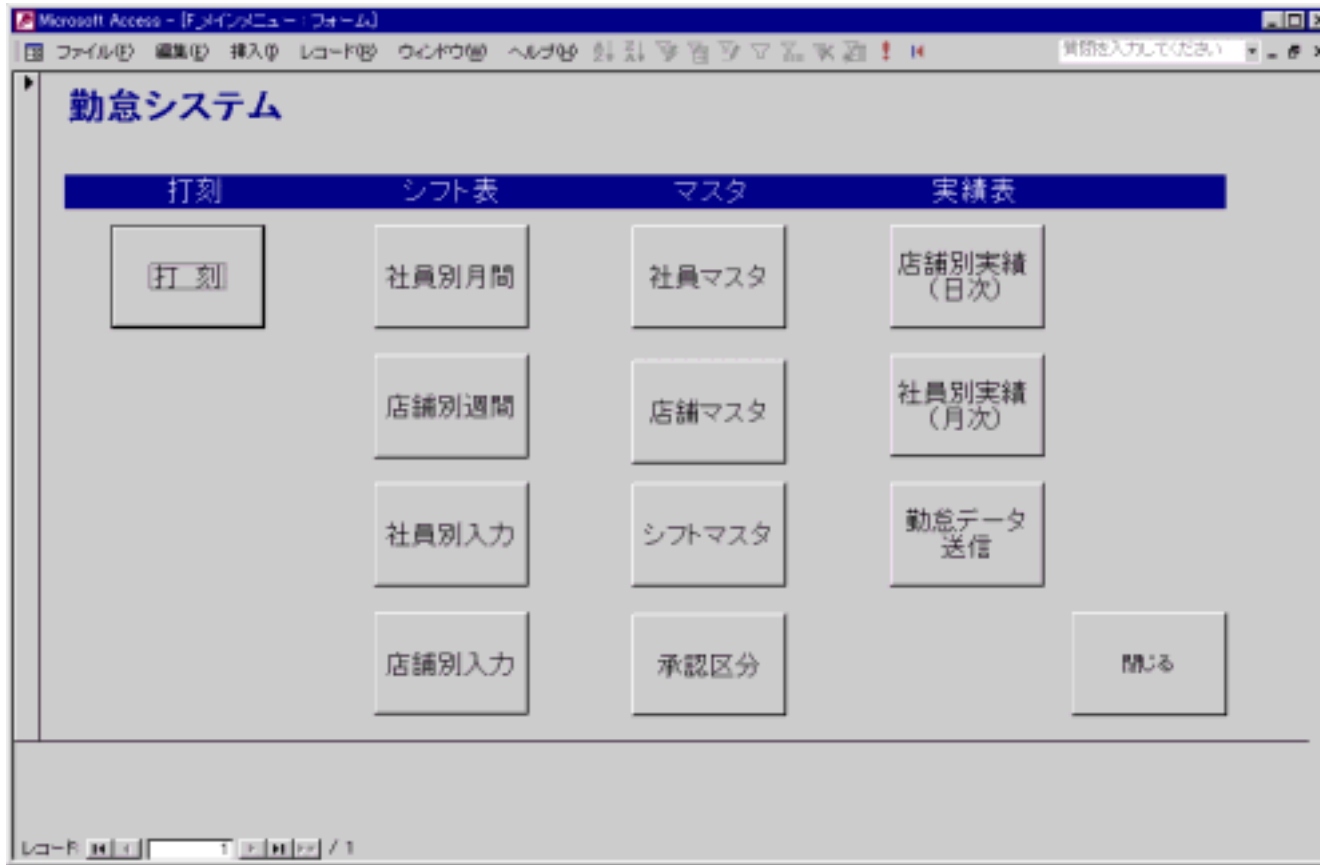 Microsoft Access - [F_メインメニュー : フォーム]
ファイル(F) 編集(E) 挿入(I) レコード(R) ウィンドウ(W) ヘルプ(H) 質問を入力してください
勤怠システム
打刻 シフト表 マスタ 実績表
打 刻 社員別月間 社員マスタ 店舗別実績
（日次）
店舗別週間 店舗マスタ 社員別実績
（月次）
社員別入力 シフトマスタ 勤怠データ
送信
店舗別入力 承認区分 閉じる
レコード: 1 / 1